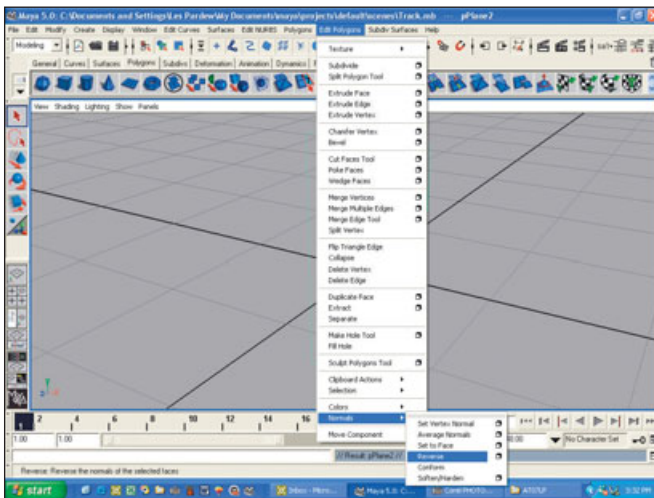 Maya 5.0: C:\Documents and Settings\Les Pardew\My Documents\maya\projects\default\scenes\Track.mb --- pPlane2
File Edit Modify Create Display Window Edit Curves Surfaces Edit NURBS Polygons Edit Polygons Subdiv Surfaces Help
Modeling
General Curves Surfaces Polygons Subdivs Deformation Animation Dynamics
View Shading Lighting Show Panels
Texture
Subdivide
Split Polygon Tool
Extrude Face
Extrude Edge
Extrude Vertex
Chamfer Vertex
Bevel
Cut Faces Tool
Poke Faces
Wedge Faces
Merge Vertices
Merge Multiple Edges
Merge Edge Tool
Split Vertex
Flip Triangle Edge
Collapse
Delete Vertex
Delete Edge
Duplicate Face
Extract
Separate
Make Hole Tool
Fill Hole
Sculpt Polygons Tool
Clipboard Actions
Selection
Colors
Normals
Move Component
Set Vertex Normal
Average Normals
Set to Face
Reverse
Conform
Soften/Harden
2 4 6 8 10 12 14 16
1.00 1.00 No Character Set
// Result: pPlane2 //
Reverse: Reverse the normals of the selected faces
start Inbox - Micro... Maya 5.0: C:... Corel PHOTO... 3:32 PM